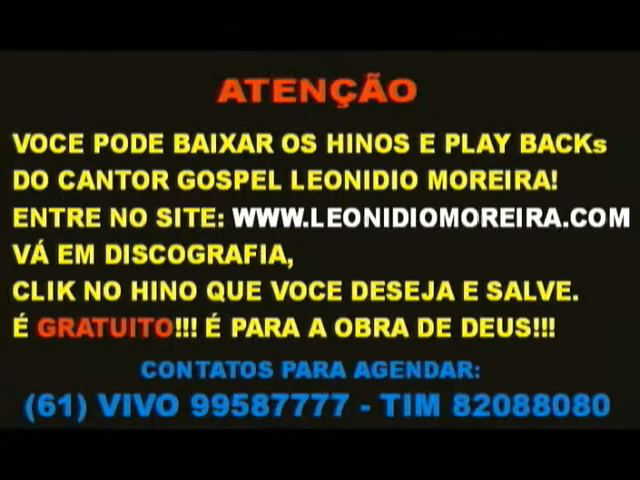 ATENÇÃO
VOCE PODE BAIXAR OS HINOS E PLAY BACKs
DO CANTOR GOSPEL LEONIDIO MOREIRA!
ENTRE NO SITE: WWW.LEONIDIOMOREIRA.COM
VÁ EM DISCOGRAFIA,
CLIK NO HINO QUE VOCE DESEJA E SALVE.
É GRATUITO!!! É PARA A OBRA DE DEUS!!!
CONTATOS PARA AGENDAR:
(61) VIVO 99587777 - TIM 82088080